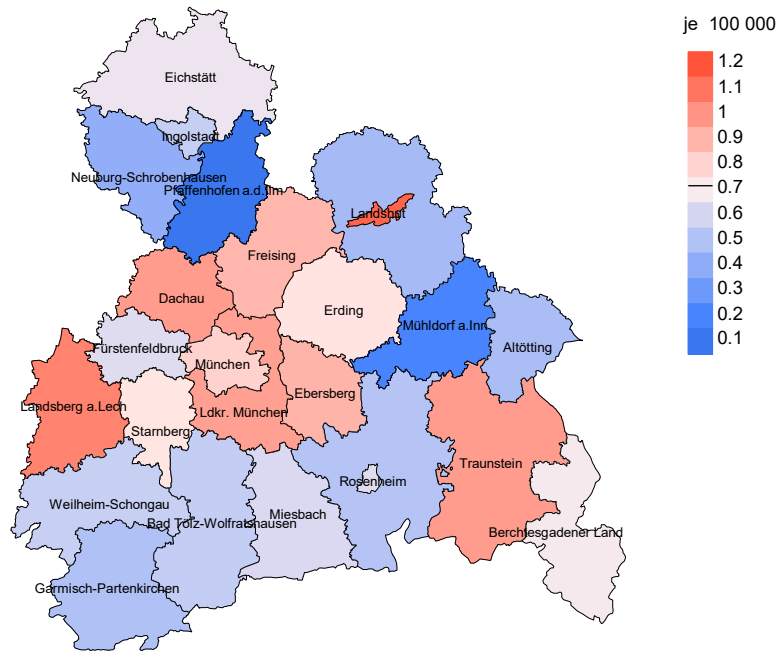 je 100 000
1.2
1.1
1
0.9
0.8
0.7
0.6
0.5
0.4
0.3
0.2
0.1
Eichstätt
Ingolstadt
Neuburg-Schrobenhausen
Pfaffenhofen a.d.Ilm
Landshut
Freising
Dachau
Erding
Mühldorf a.Inn
Altötting
Fürstenfeldbruck
München
Ebersberg
Landsberg a.Lech
Ldkr. München
Starnberg
Traunstein
Rosenheim
Weilheim-Schongau
Miesbach
Bad Tölz-Wolfratshausen
Berchtesgadener Land
Garmisch-Partenkirchen